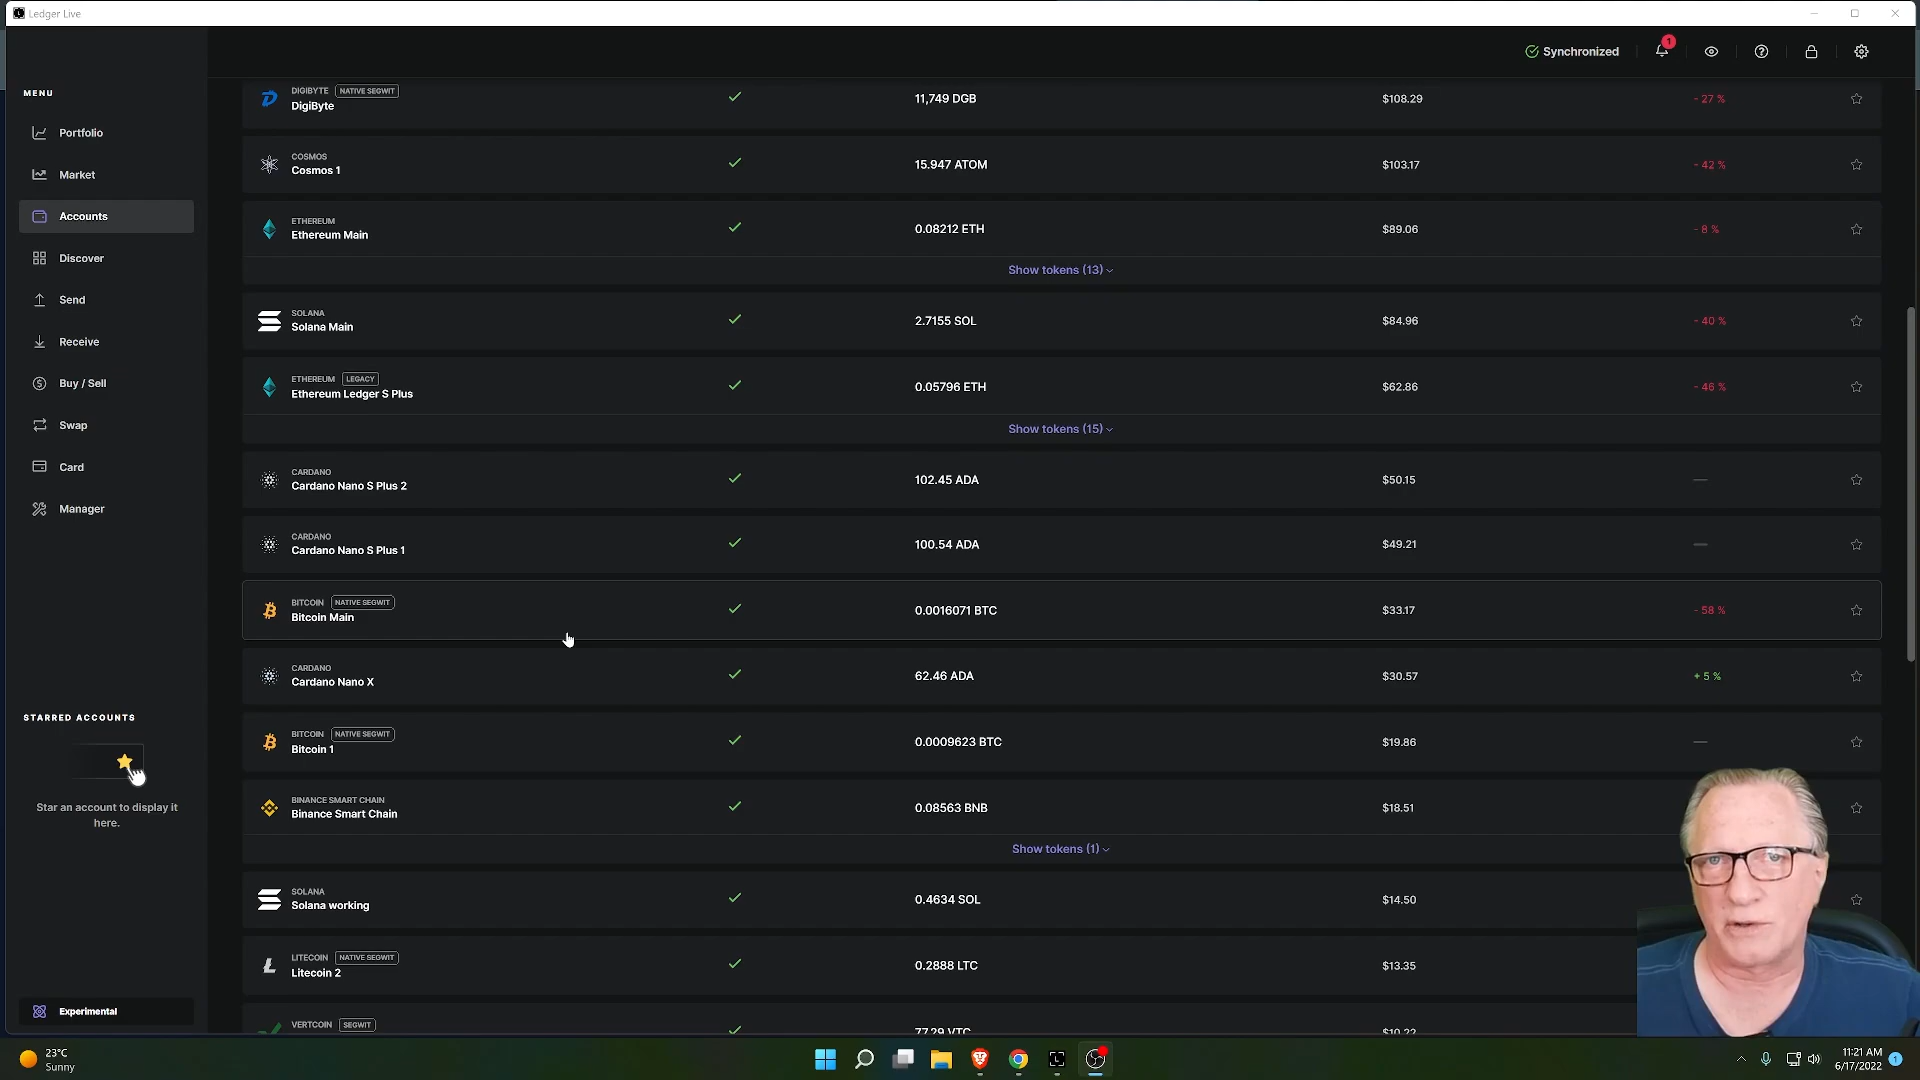 Ledger Live
Synchronized
1
MENU
Portfolio
Market
Accounts
Discover
Send
Receive
Buy / Sell
Swap
Card
Manager
STARRED ACCOUNTS
Star an account to display it
here.
Experimental
DIGIBYTE NATIVE SEGWIT
DigiByte 11,749 DGB $108.29 - 27 %
COSMOS
Cosmos 1 15.947 ATOM $103.17 - 42 %
ETHEREUM
Ethereum Main 0.08212 ETH $89.06 - 8 %
Show tokens (13)
SOLANA
Solana Main 2.7155 SOL $84.96 - 40 %
ETHEREUM LEGACY
Ethereum Ledger S Plus 0.05796 ETH $62.86 - 46 %
Show tokens (15)
CARDANO
Cardano Nano S Plus 2 102.45 ADA $50.15 —
CARDANO
Cardano Nano S Plus 1 100.54 ADA $49.21 —
BITCOIN NATIVE SEGWIT
Bitcoin Main 0.0016071 BTC $33.17 - 58 %
CARDANO
Cardano Nano X 62.46 ADA $30.57 + 5 %
BITCOIN NATIVE SEGWIT
Bitcoin 1 0.0009623 BTC $19.86 —
BINANCE SMART CHAIN
Binance Smart Chain 0.08563 BNB $18.51
Show tokens (1)
SOLANA
Solana working 0.4634 SOL $14.50
LITECOIN NATIVE SEGWIT
Litecoin 2 0.2888 LTC $13.35
VERTCOIN SEGWIT
77.29 VTC $10.22
23°C
Sunny
11:21 AM
6/17/2022
1